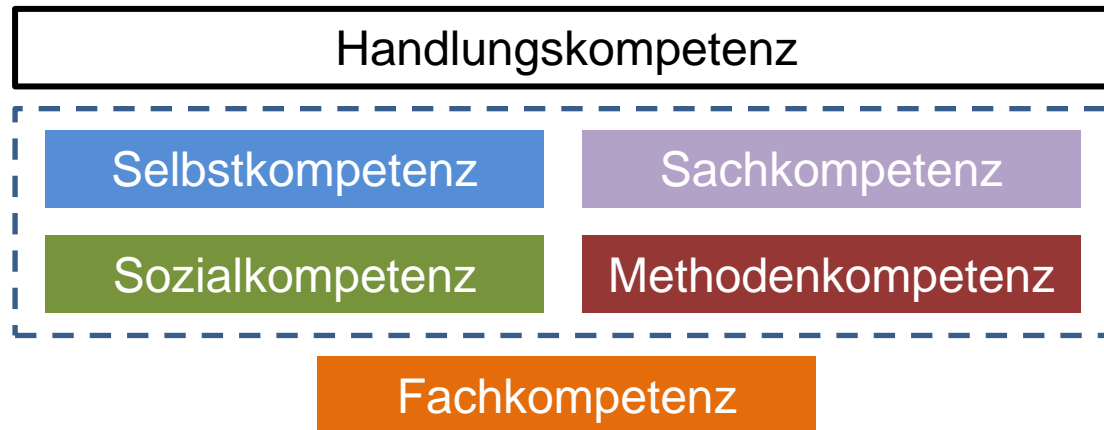 Handlungskompetenz
Selbstkompetenz
Sachkompetenz
Sozialkompetenz
Methodenkompetenz
Fachkompetenz